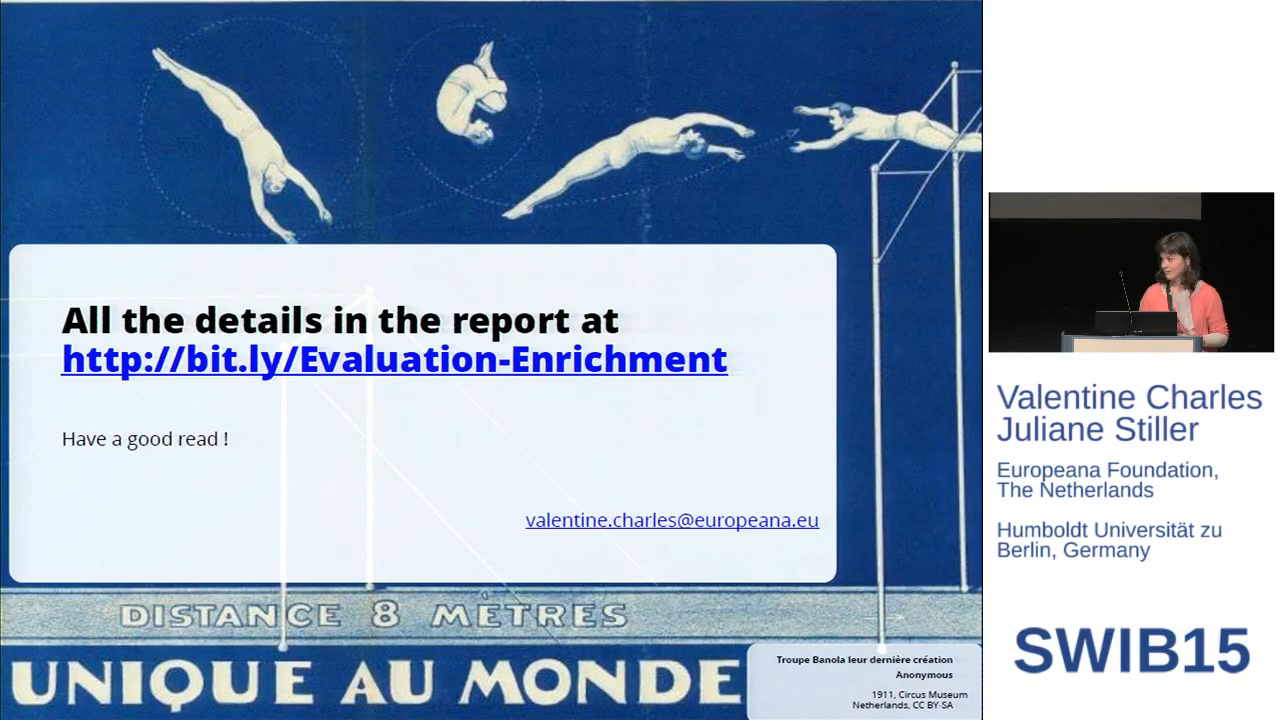 All the details in the report at
http://bit.ly/Evaluation-Enrichment
Have a good read !
valentine.charles@europeana.eu
DISTANCE 8 MÈTRES
UNIQUE AU MONDE
Troupe Banola leur dernière création
Anonymous
1911, Circus Museum
Netherlands, CC BY-SA
Valentine Charles
Juliane Stiller
Europeana Foundation,
The Netherlands
Humboldt Universität zu
Berlin, Germany
SWIB15